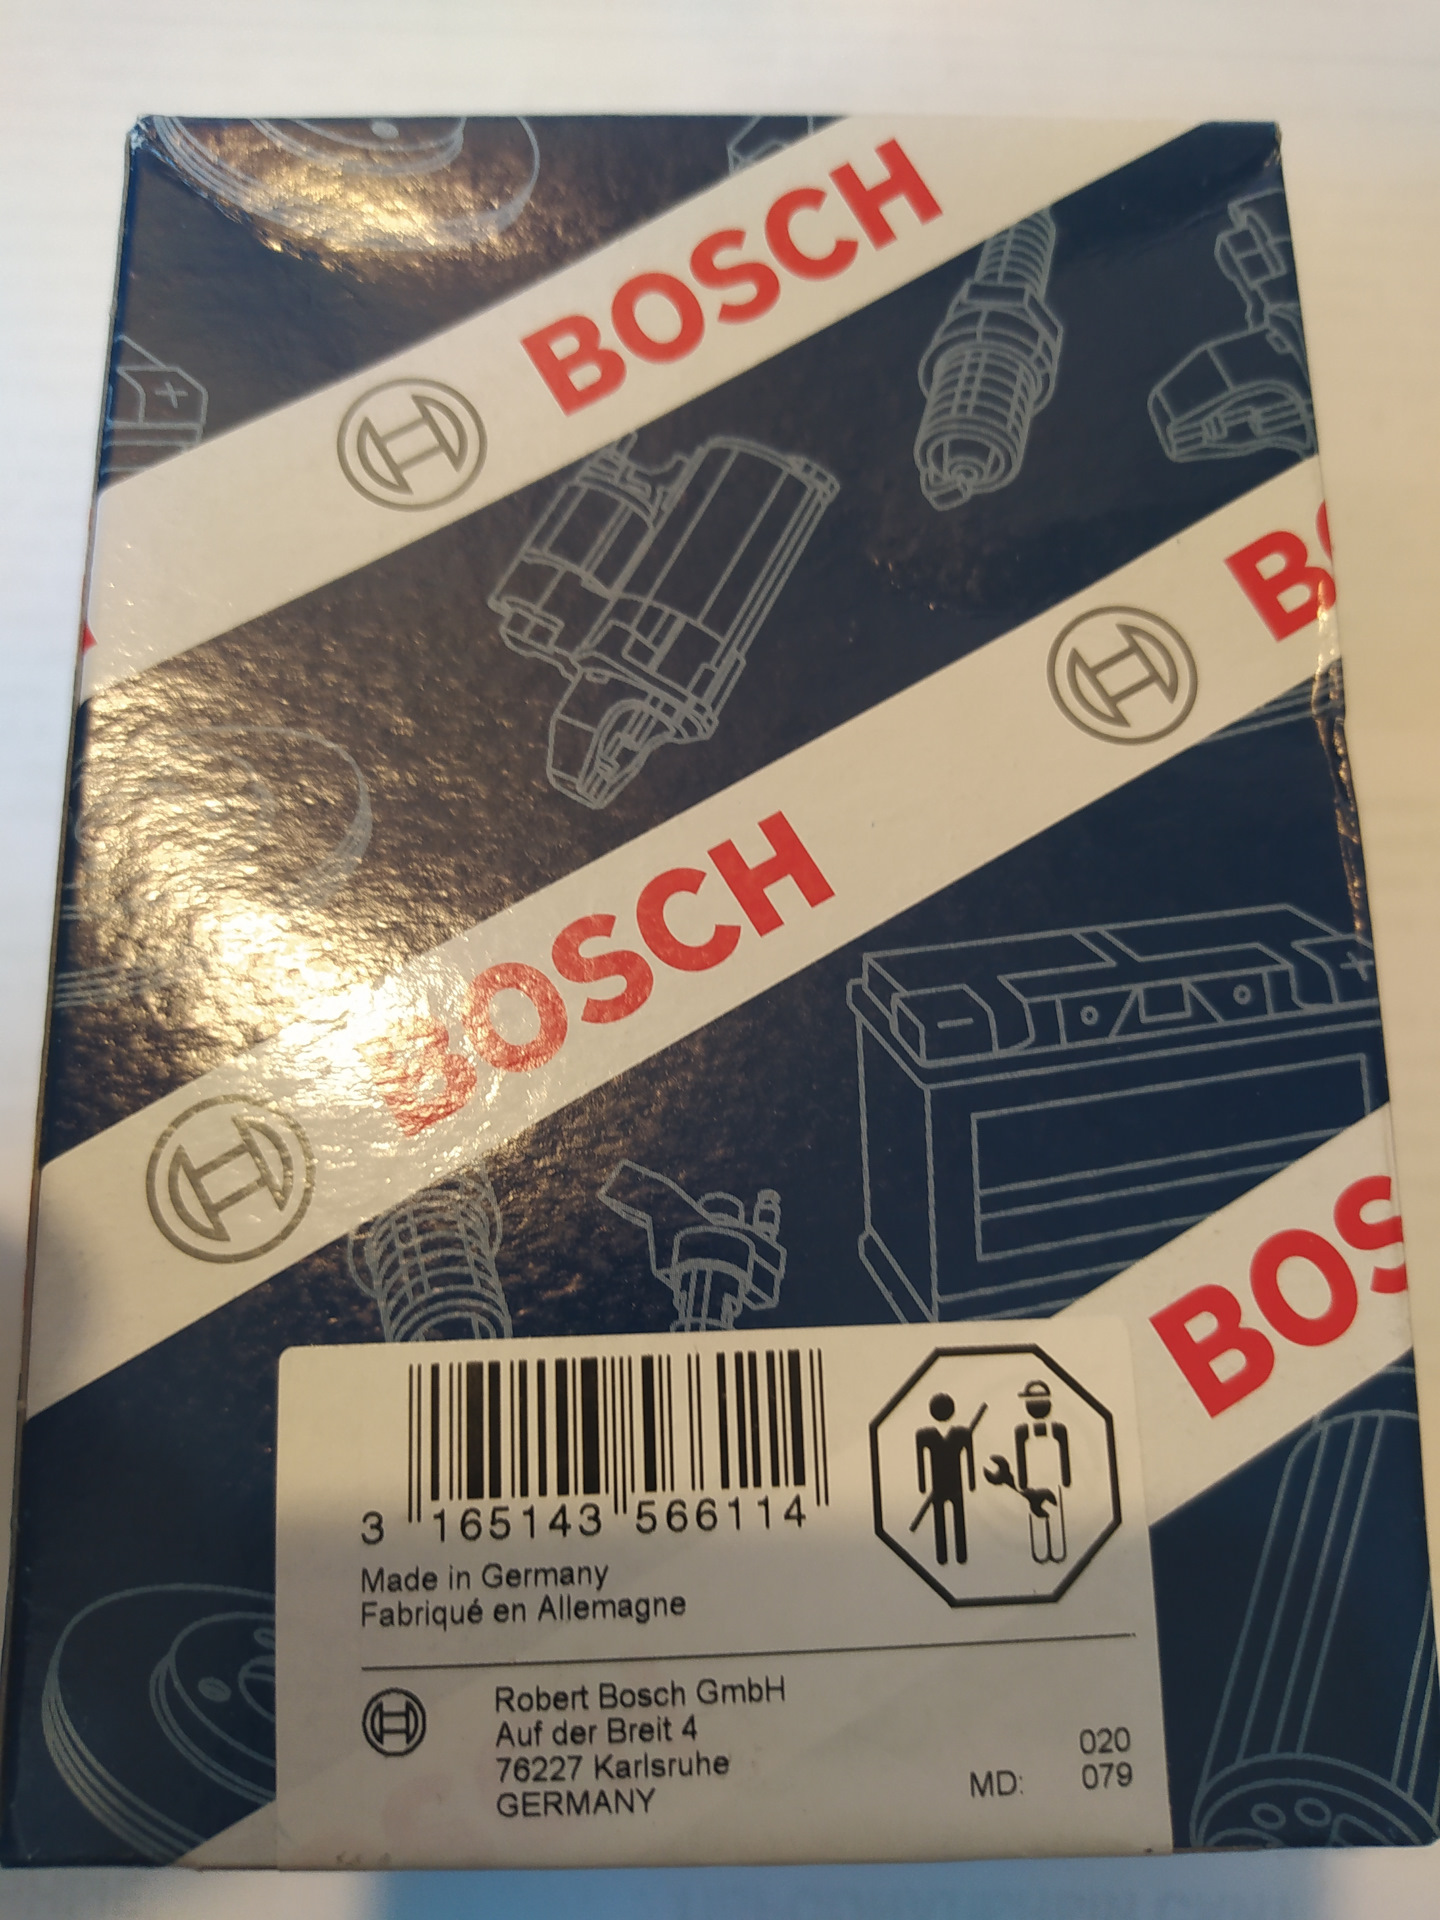 BOSCH
BO
BOSCH
BOS
3 165143 566114
Made in Germany
Fabriqué en Allemagne
Robert Bosch GmbH
Auf der Breit 4
76227 Karlsruhe
GERMANY
020
MD: 079